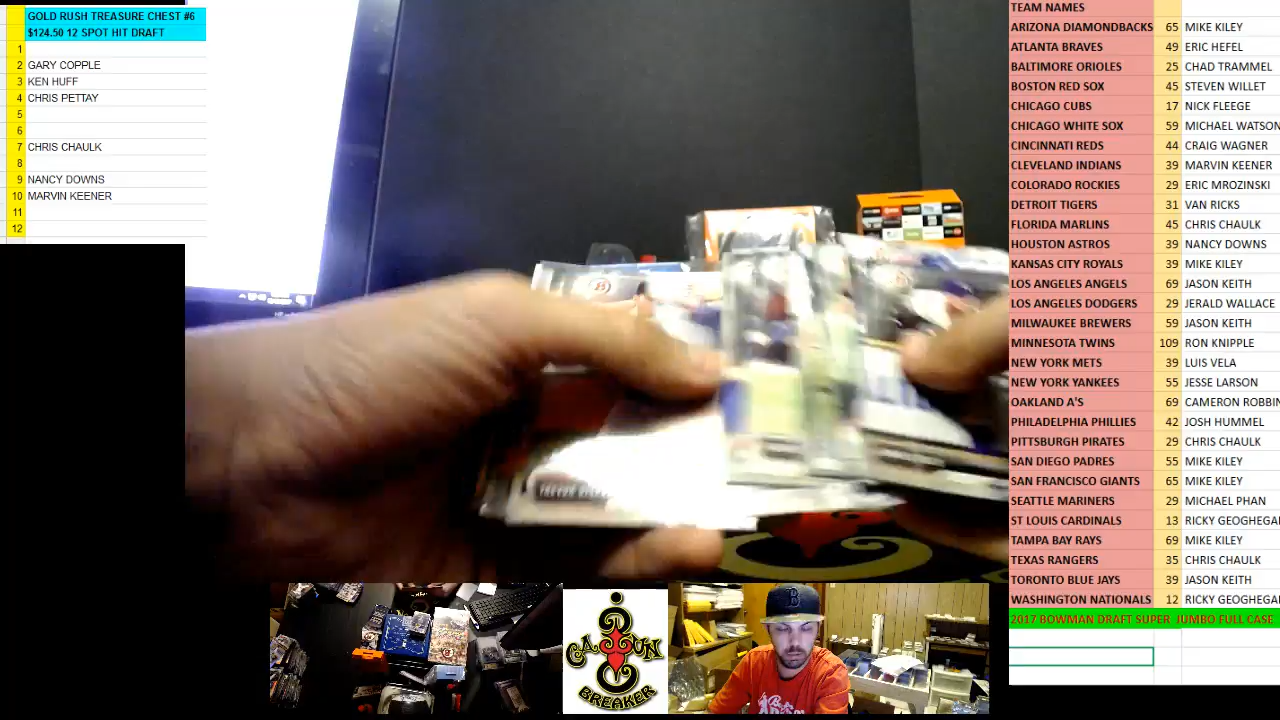 GOLD RUSH TREASURE CHEST #6
$124.50 12 SPOT HIT DRAFT
1
2 GARY COPPLE
3 KEN HUFF
4 CHRIS PETTAY
5
6
7 CHRIS CHAULK
8
9 NANCY DOWNS
10 MARVIN KEENER
11
12
TEAM NAMES
ARIZONA DIAMONDBACKS 65 MIKE KILEY
ATLANTA BRAVES 49 ERIC HEFEL
BALTIMORE ORIOLES 25 CHAD TRAMMEL
BOSTON RED SOX 45 STEVEN WILLET
CHICAGO CUBS 17 NICK FLEEGE
CHICAGO WHITE SOX 59 MICHAEL WATSON
CINCINNATI REDS 44 CRAIG WAGNER
CLEVELAND INDIANS 39 MARVIN KEENER
COLORADO ROCKIES 29 ERIC MROZINSKI
DETROIT TIGERS 31 VAN RICKS
FLORIDA MARLINS 45 CHRIS CHAULK
HOUSTON ASTROS 39 NANCY DOWNS
KANSAS CITY ROYALS 39 MIKE KILEY
LOS ANGELES ANGELS 69 JASON KEITH
LOS ANGELES DODGERS 29 JERALD WALLACE
MILWAUKEE BREWERS 59 JASON KEITH
MINNESOTA TWINS 109 RON KNIPPLE
NEW YORK METS 39 LUIS VELA
NEW YORK YANKEES 55 JESSE LARSON
OAKLAND A'S 69 CAMERON ROBBIN
PHILADELPHIA PHILLIES 42 JOSH HUMMEL
PITTSBURGH PIRATES 29 CHRIS CHAULK
SAN DIEGO PADRES 55 MIKE KILEY
SAN FRANCISCO GIANTS 65 MIKE KILEY
SEATTLE MARINERS 29 MICHAEL PHAN
ST LOUIS CARDINALS 13 RICKY GEOGHEGA
TAMPA BAY RAYS 69 MIKE KILEY
TEXAS RANGERS 35 CHRIS CHAULK
TORONTO BLUE JAYS 39 JASON KEITH
WASHINGTON NATIONALS 12 RICKY GEOGHEGA
2017 BOWMAN DRAFT SUPER JUMBO FULL CASE
CAJUN
BREAKER
B